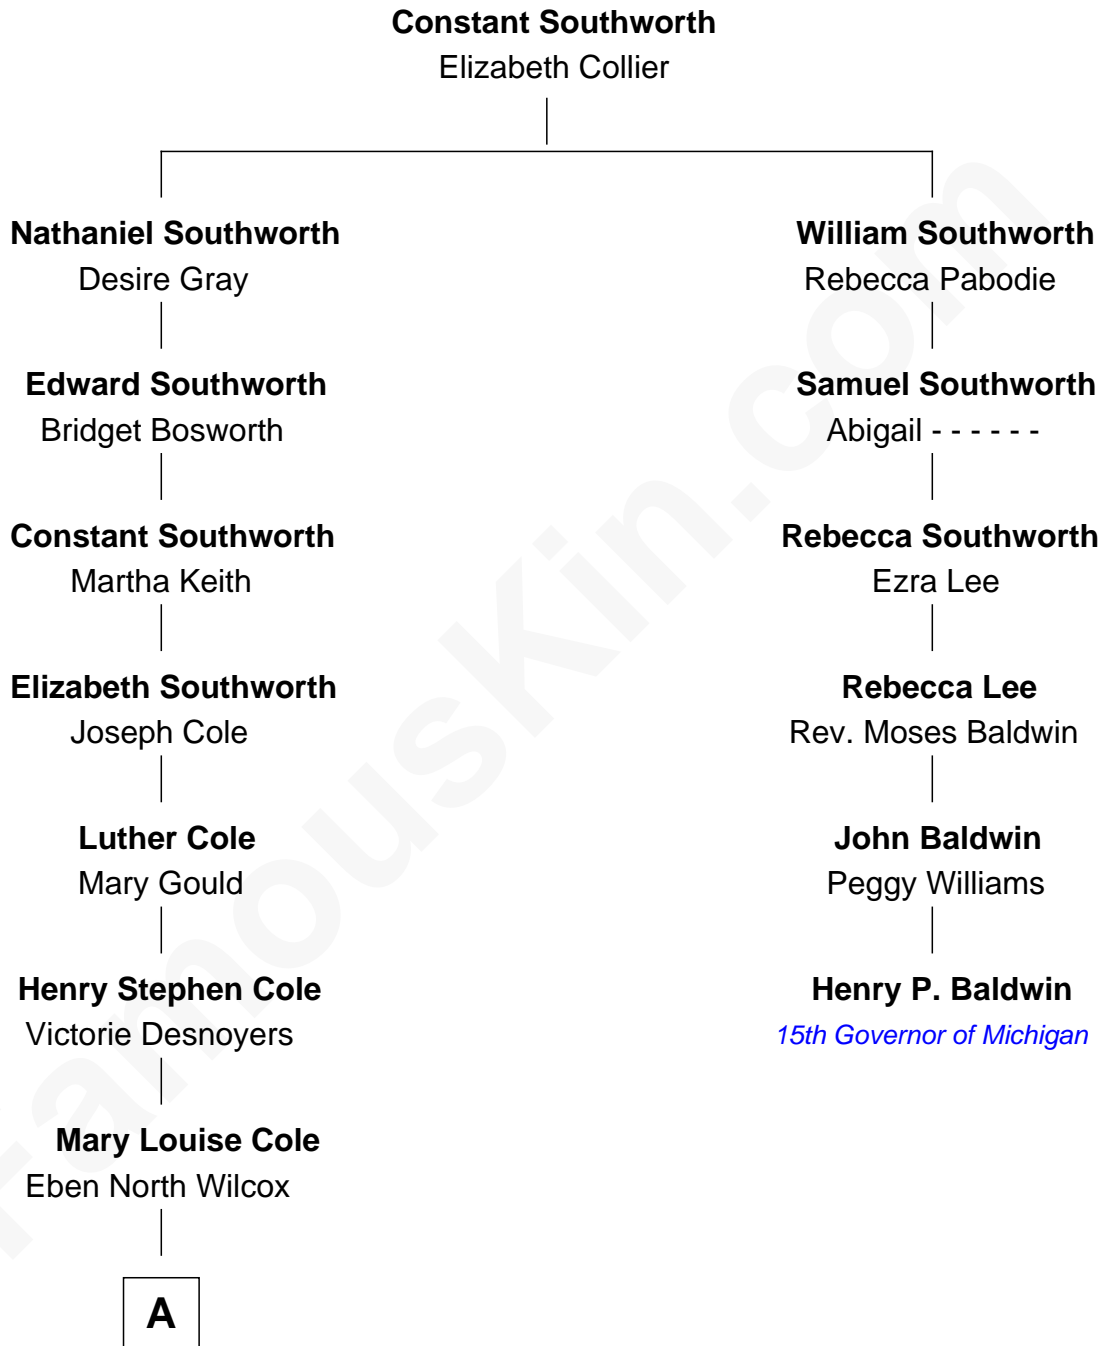 Constant Southworth
Elizabeth Collier
Nathaniel Southworth
Desire Gray
Edward Southworth
Bridget Bosworth
Constant Southworth
Martha Keith
Elizabeth Southworth
Joseph Cole
Luther Cole
Mary Gould
Henry Stephen Cole
Victorie Desnoyers
Mary Louise Cole
Eben North Wilcox
A
William Southworth
Rebecca Pabodie
Samuel Southworth
Abigail - - - - - -
Rebecca Southworth
Ezra Lee
Rebecca Lee
Rev. Moses Baldwin
John Baldwin
Peggy Williams
Henry P. Baldwin
15th Governor of Michigan
FamousKin.com